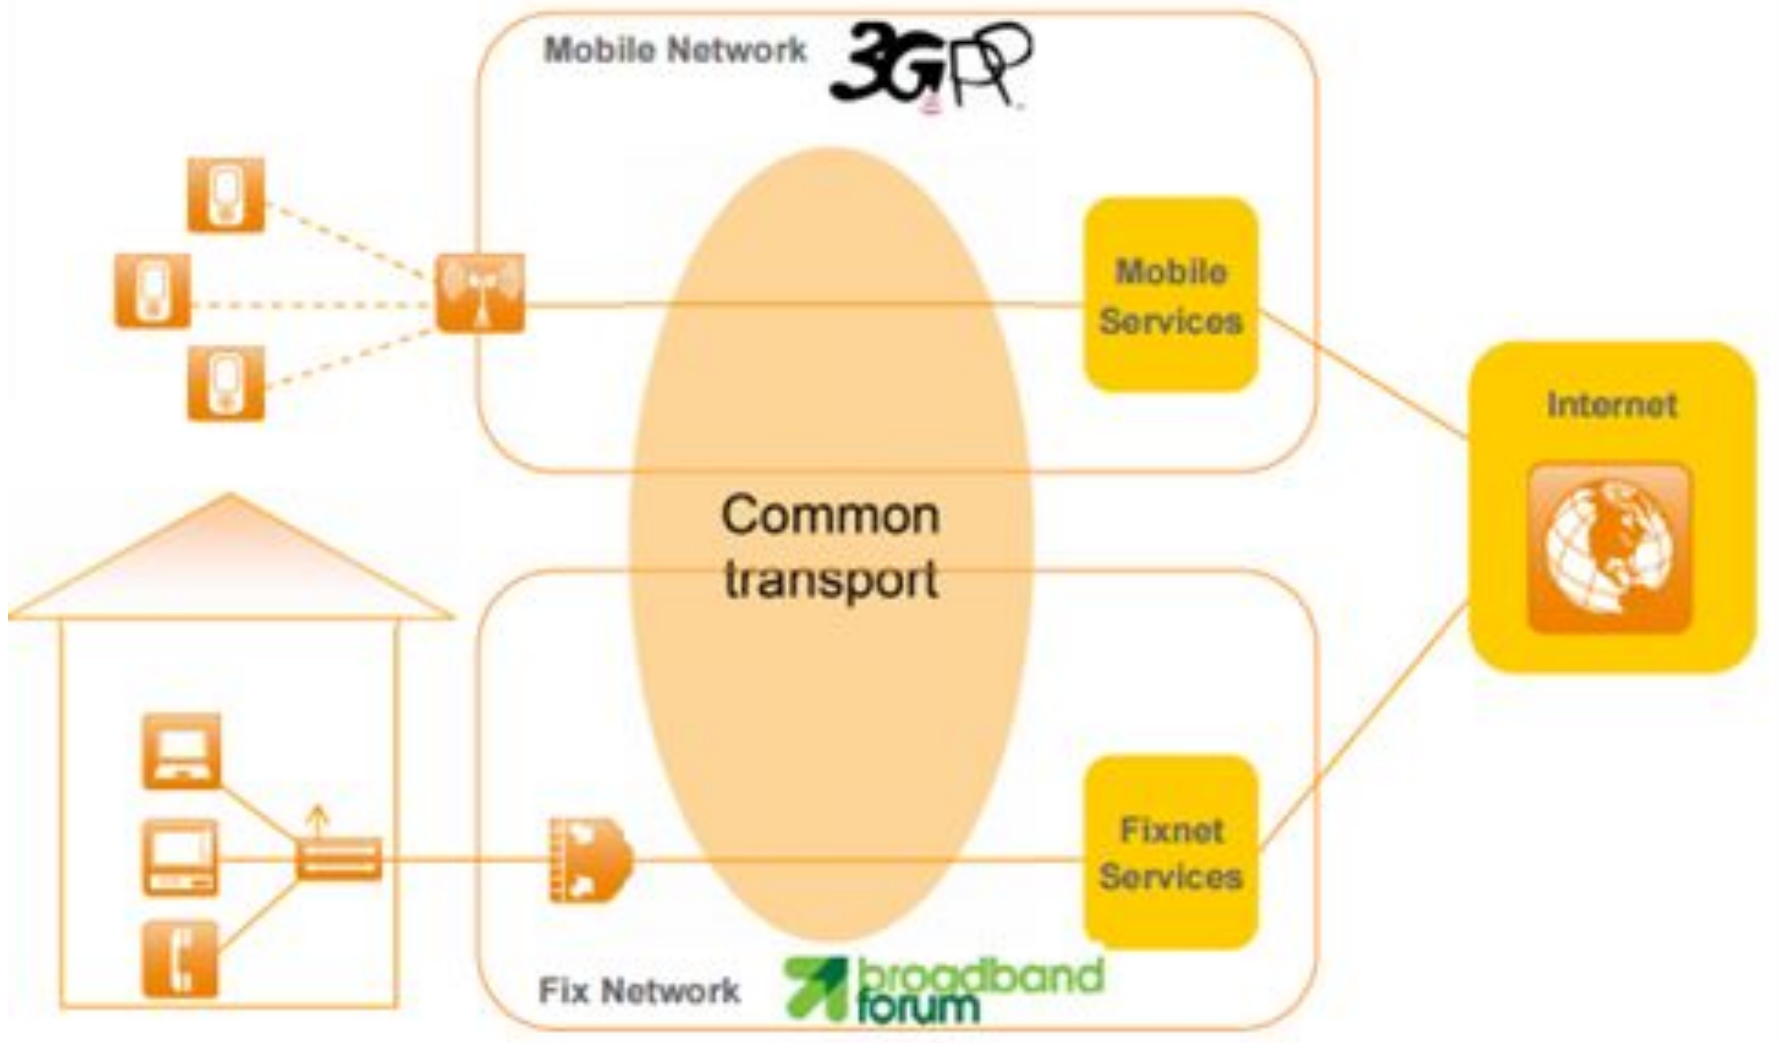 Mobile Network 3GPP
Mobile
Services
Internet
Common
transport
Fixnet
Services
Fix Network
broadband
forum